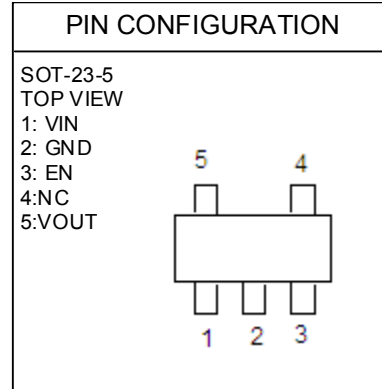 PIN CONFIGURATION
SOT-23-5
TOP VIEW
1: VIN
2: GND
3: EN
4:NC
5:VOUT
5 4
1 2 3